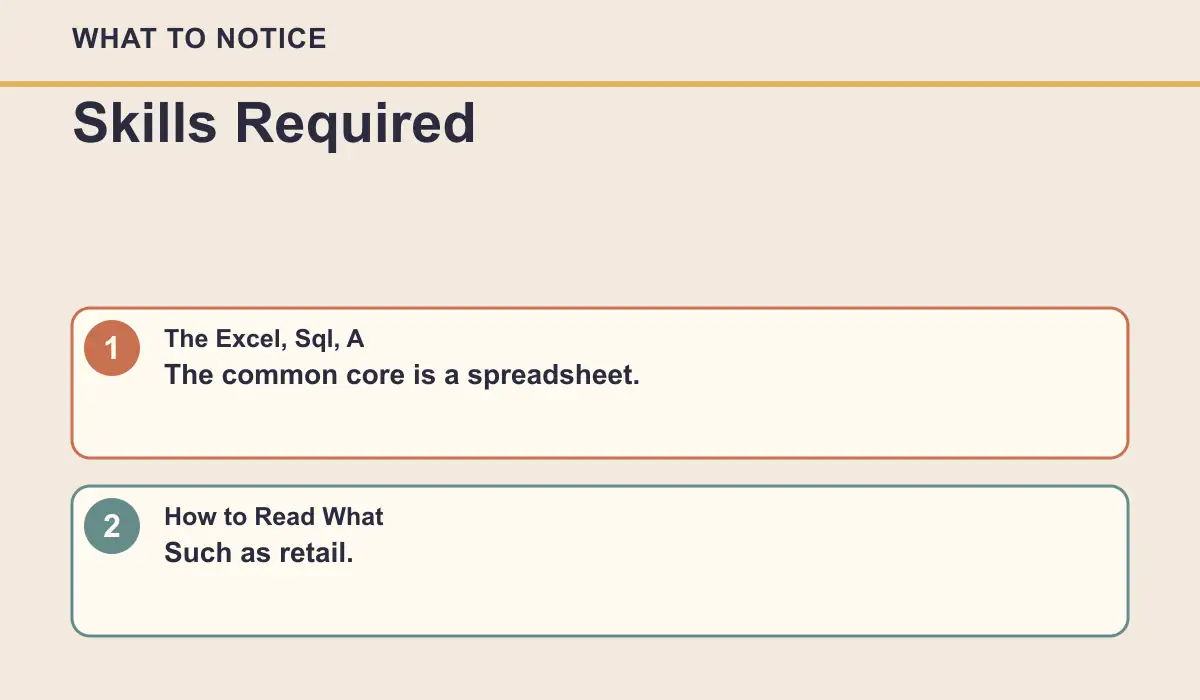 WHAT TO NOTICE
Skills Required
1
The Excel, Sql, A
The common core is a spreadsheet.
2
How to Read What
Such as retail.